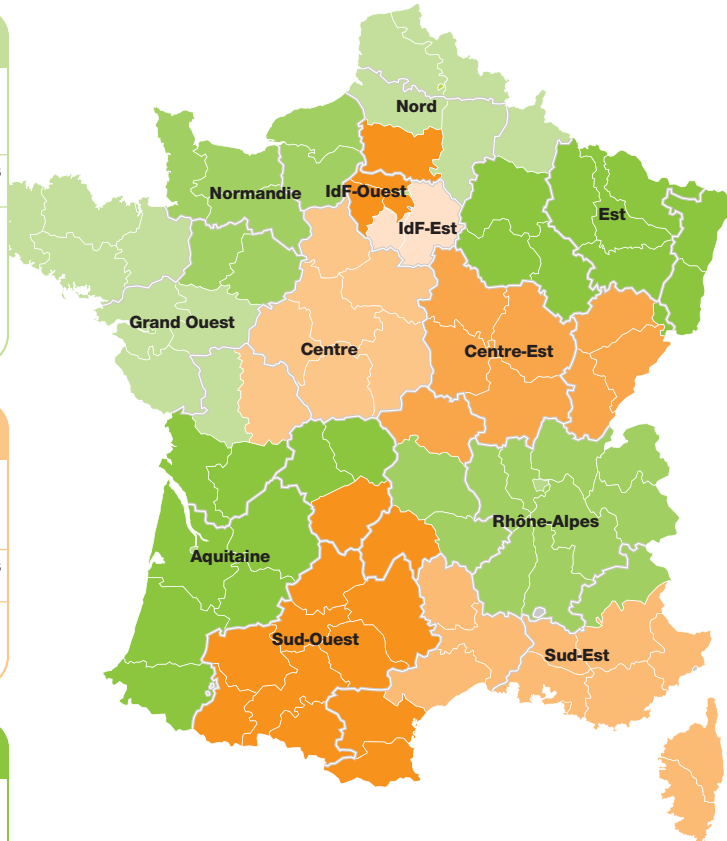 Nord
Normandie
IdF-Ouest
Est
IdF-Est
Grand Ouest
Centre
Centre-Est
Rhône-Alpes
Aquitaine
Sud-Ouest
Sud-Est